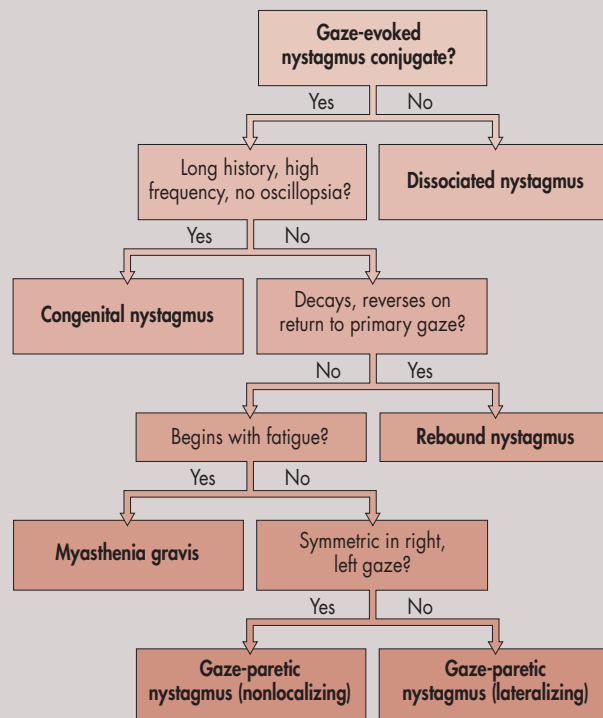 Gaze-evoked
nystagmus conjugate?
Yes No
Long history, high
frequency, no oscillopsia?
Dissociated nystagmus
Yes No
Congenital nystagmus
Decays, reverses on
return to primary gaze?
No Yes
Begins with fatigue?
Rebound nystagmus
Yes No
Myasthenia gravis
Symmetric in right,
left gaze?
Yes No
Gaze-paretic
nystagmus (nonlocalizing)
Gaze-paretic
nystagmus (lateralizing)